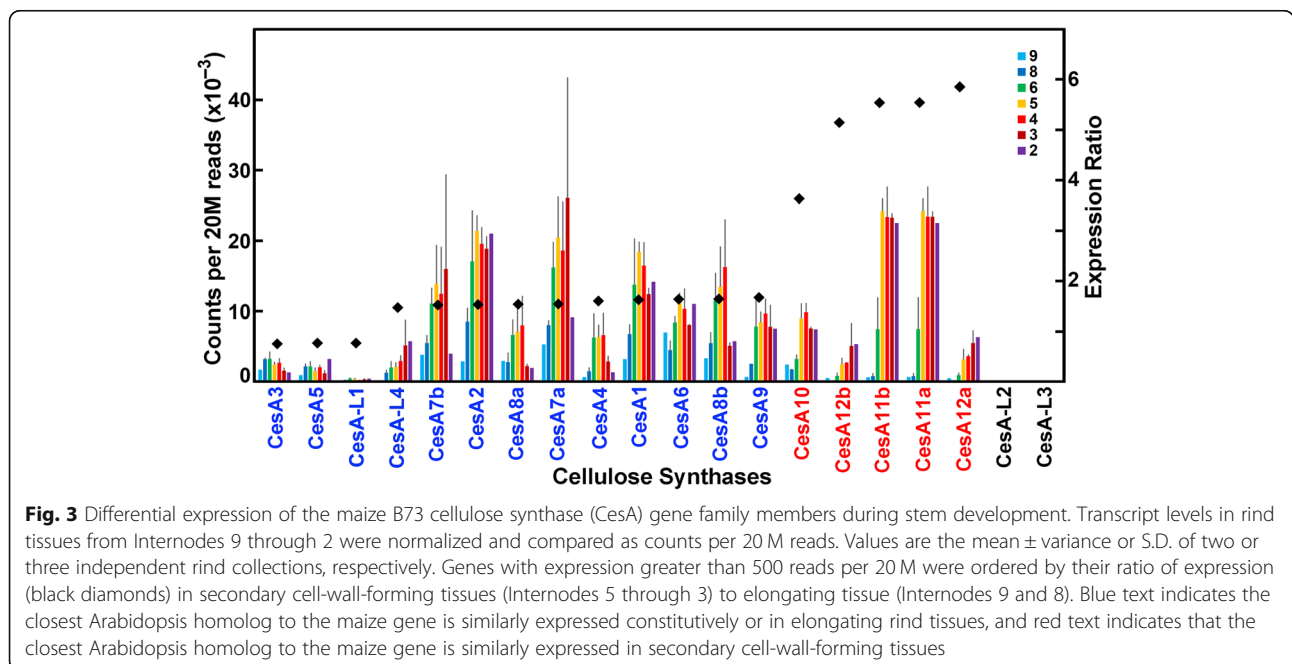 Counts per 20M reads (x10⁻³)
40
30
20
10
0
Expression Ratio
6
4
2
9
8
6
5
4
3
2
CesA3
CesA5
CesA-L1
CesA-L4
CesA7b
CesA2
CesA8a
CesA7a
CesA4
CesA1
CesA6
CesA8b
CesA9
CesA10
CesA12b
CesA11b
CesA11a
CesA12a
CesA-L2
CesA-L3
Cellulose Synthases
Fig. 3 Differential expression of the maize B73 cellulose synthase (CesA) gene family members during stem development. Transcript levels in rind
tissues from Internodes 9 through 2 were normalized and compared as counts per 20 M reads. Values are the mean ± variance or S.D. of two or
three independent rind collections, respectively. Genes with expression greater than 500 reads per 20 M were ordered by their ratio of expression
(black diamonds) in secondary cell-wall-forming tissues (Internodes 5 through 3) to elongating tissue (Internodes 9 and 8). Blue text indicates the
closest Arabidopsis homolog to the maize gene is similarly expressed constitutively or in elongating rind tissues, and red text indicates that the
closest Arabidopsis homolog to the maize gene is similarly expressed in secondary cell-wall-forming tissues